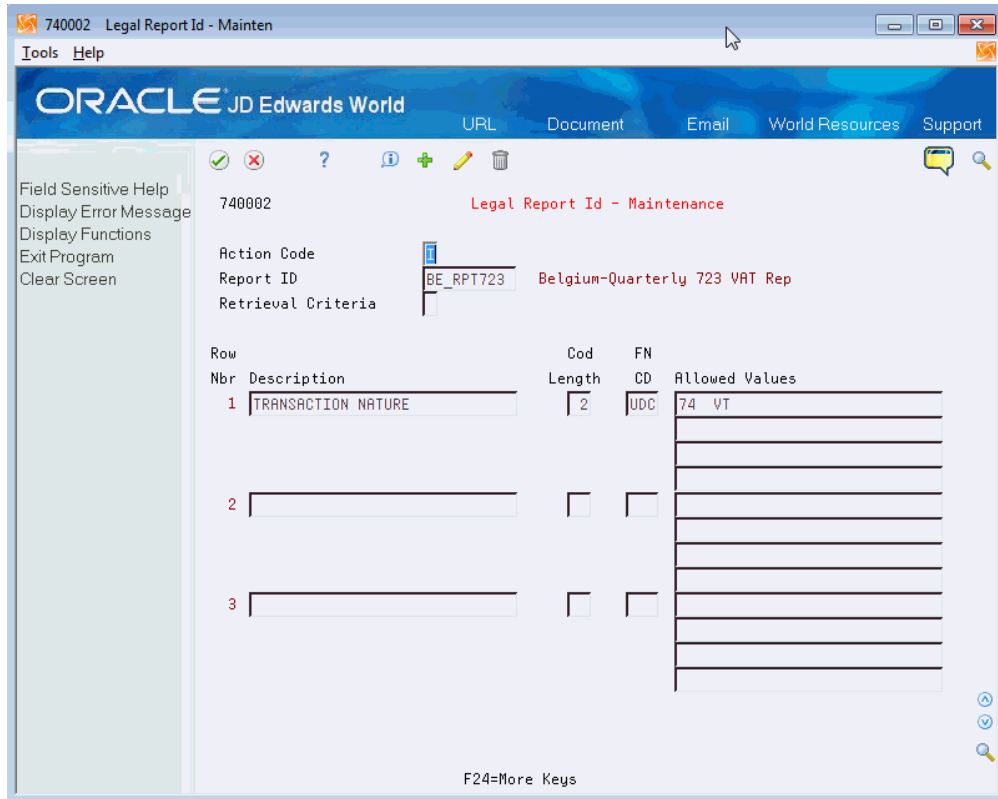 740002 Legal Report Id - Mainten
Tools Help
ORACLE JD Edwards World
URL Document Email World Resources Support
Field Sensitive Help
Display Error Message
Display Functions
Exit Program
Clear Screen
740002 Legal Report Id - Maintenance
Action Code I
Report ID BE_RPT723 Belgium-Quarterly 723 VAT Rep
Retrieval Criteria
Row Cod FN
Nbr Description Length CD Allowed Values
1 TRANSACTION NATURE 2 UDC 74 VT
2
3
F24=More Keys